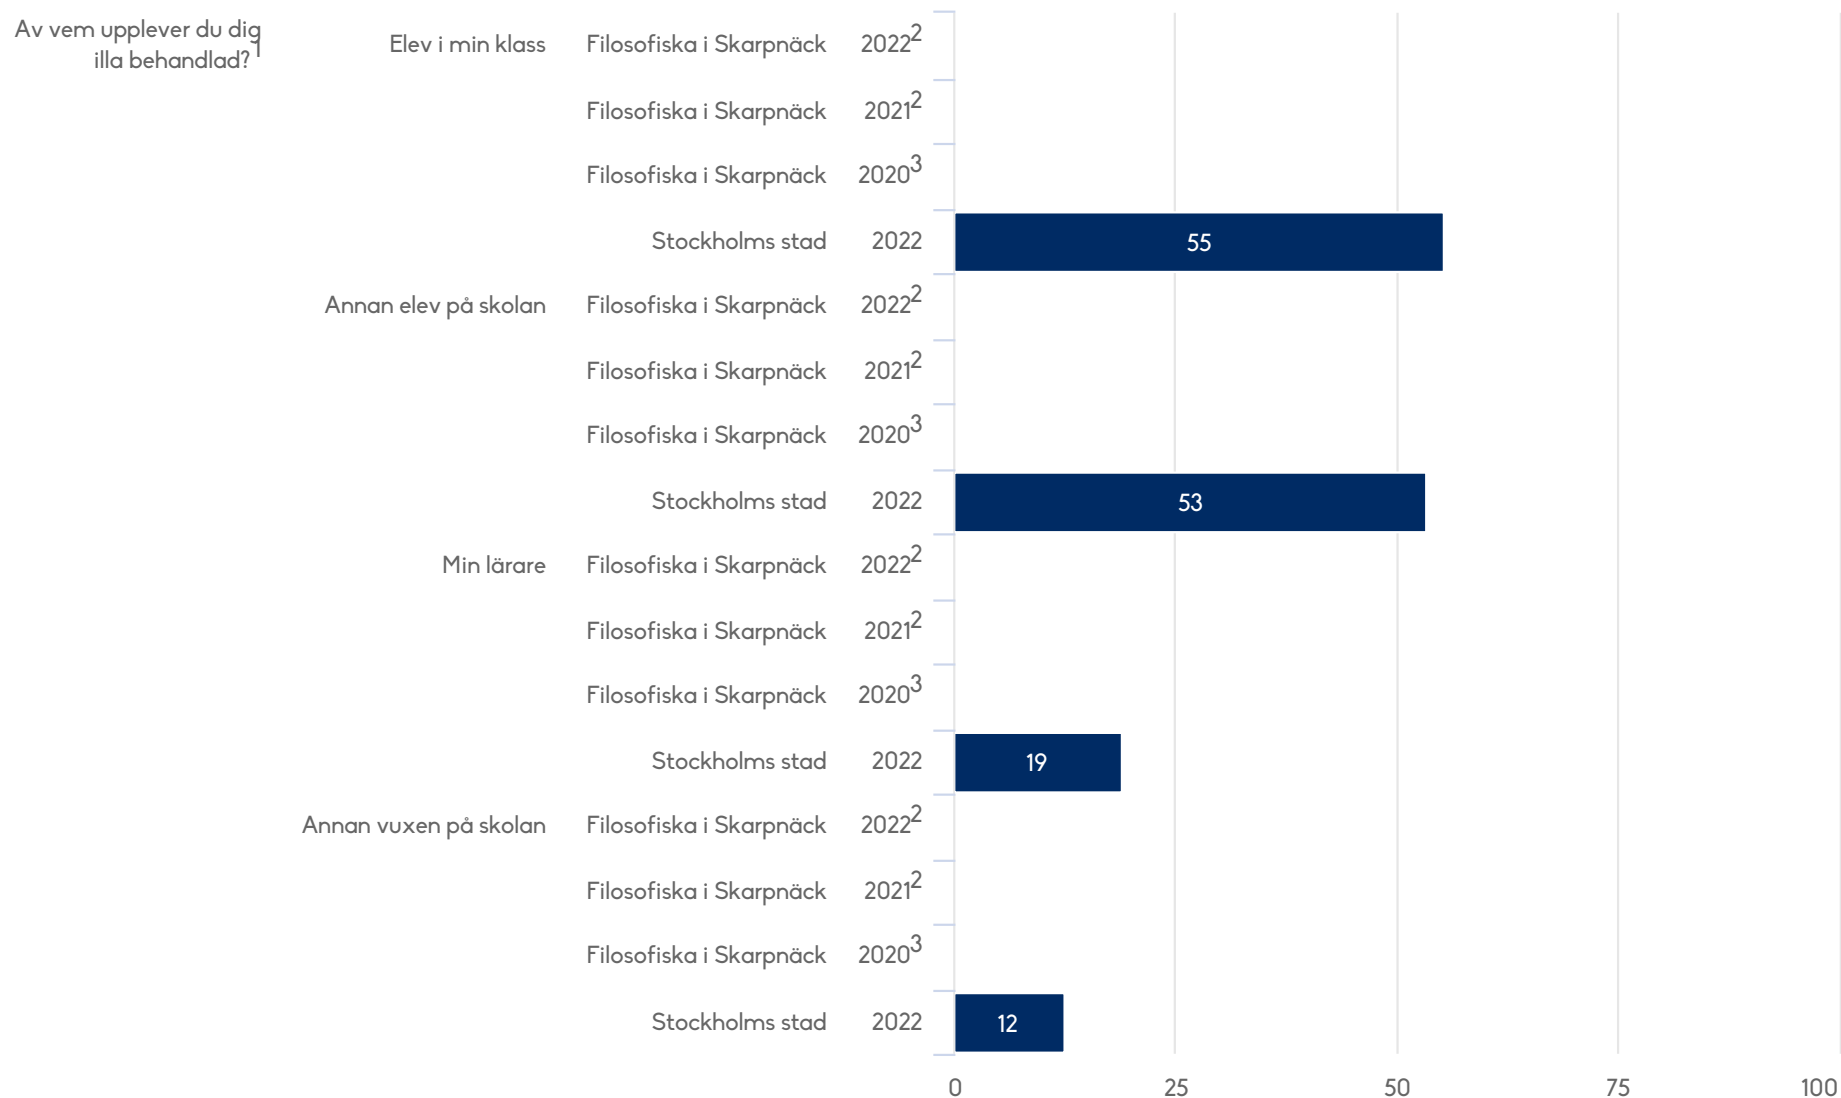 Av vem upplever du dig
illa behandlad?1
Elev i min klass Filosofiska i Skarpnäck 20222
Filosofiska i Skarpnäck 20212
Filosofiska i Skarpnäck 20203
Stockholms stad 2022 55
Annan elev på skolan Filosofiska i Skarpnäck 20222
Filosofiska i Skarpnäck 20212
Filosofiska i Skarpnäck 20203
Stockholms stad 2022 53
Min lärare Filosofiska i Skarpnäck 20222
Filosofiska i Skarpnäck 20212
Filosofiska i Skarpnäck 20203
Stockholms stad 2022 19
Annan vuxen på skolan Filosofiska i Skarpnäck 20222
Filosofiska i Skarpnäck 20212
Filosofiska i Skarpnäck 20203
Stockholms stad 2022 12
0 25 50 75 100